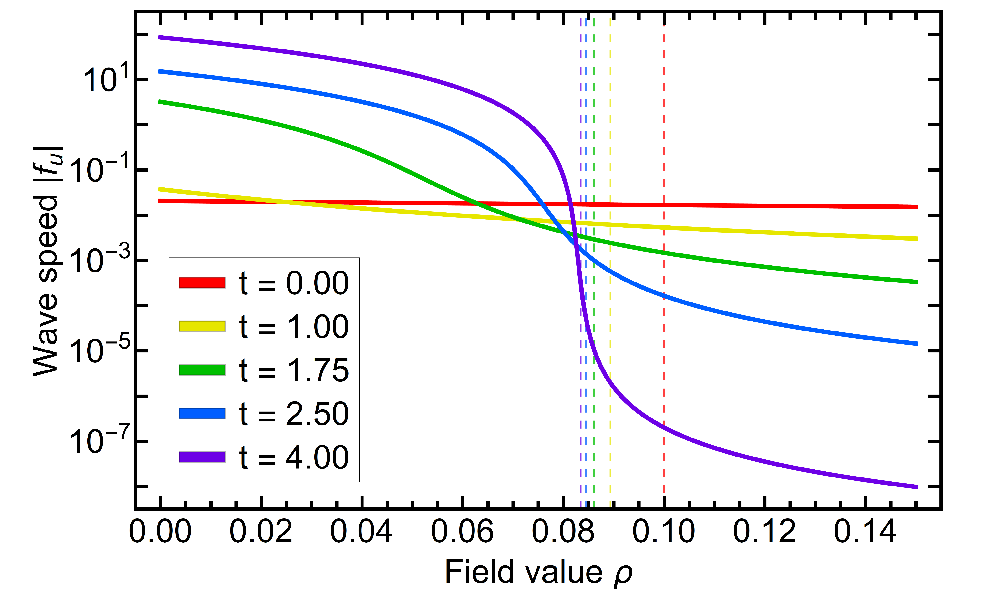 Wave speed |f_u|
10^1
10^−1
10^−3
10^−5
10^−7
t = 0.00
t = 1.00
t = 1.75
t = 2.50
t = 4.00
0.00 0.02 0.04 0.06 0.08 0.10 0.12 0.14
Field value ρ